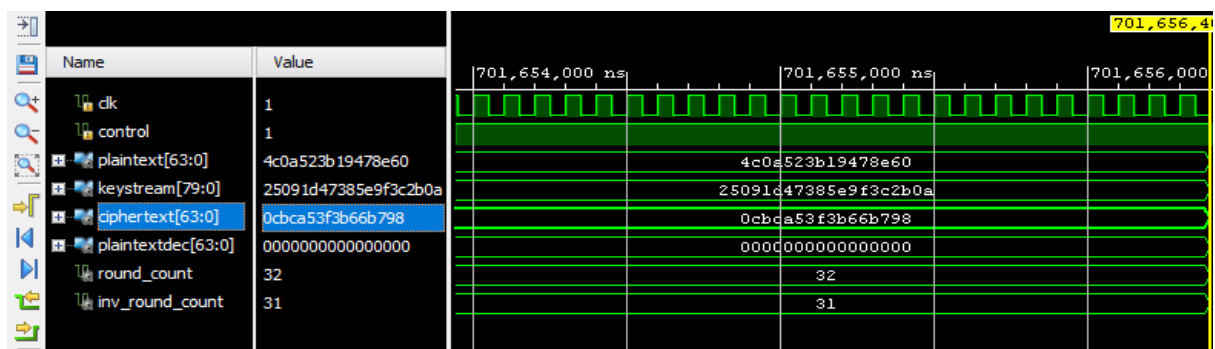 701,656,4
Name Value
701,654,000 ns 701,655,000 ns 701,656,000
clk 1
control 1
plaintext[63:0] 4c0a523b19478e60 4c0a523b19478e60
keystream[79:0] 25091d47385e9f3c2b0a 25091d47385e9f3c2b0a
ciphertext[63:0] 0cbca53f3b66b798 0cbca53f3b66b798
plaintextdec[63:0] 0000000000000000 0000000000000000
round_count 32 32
inv_round_count 31 31